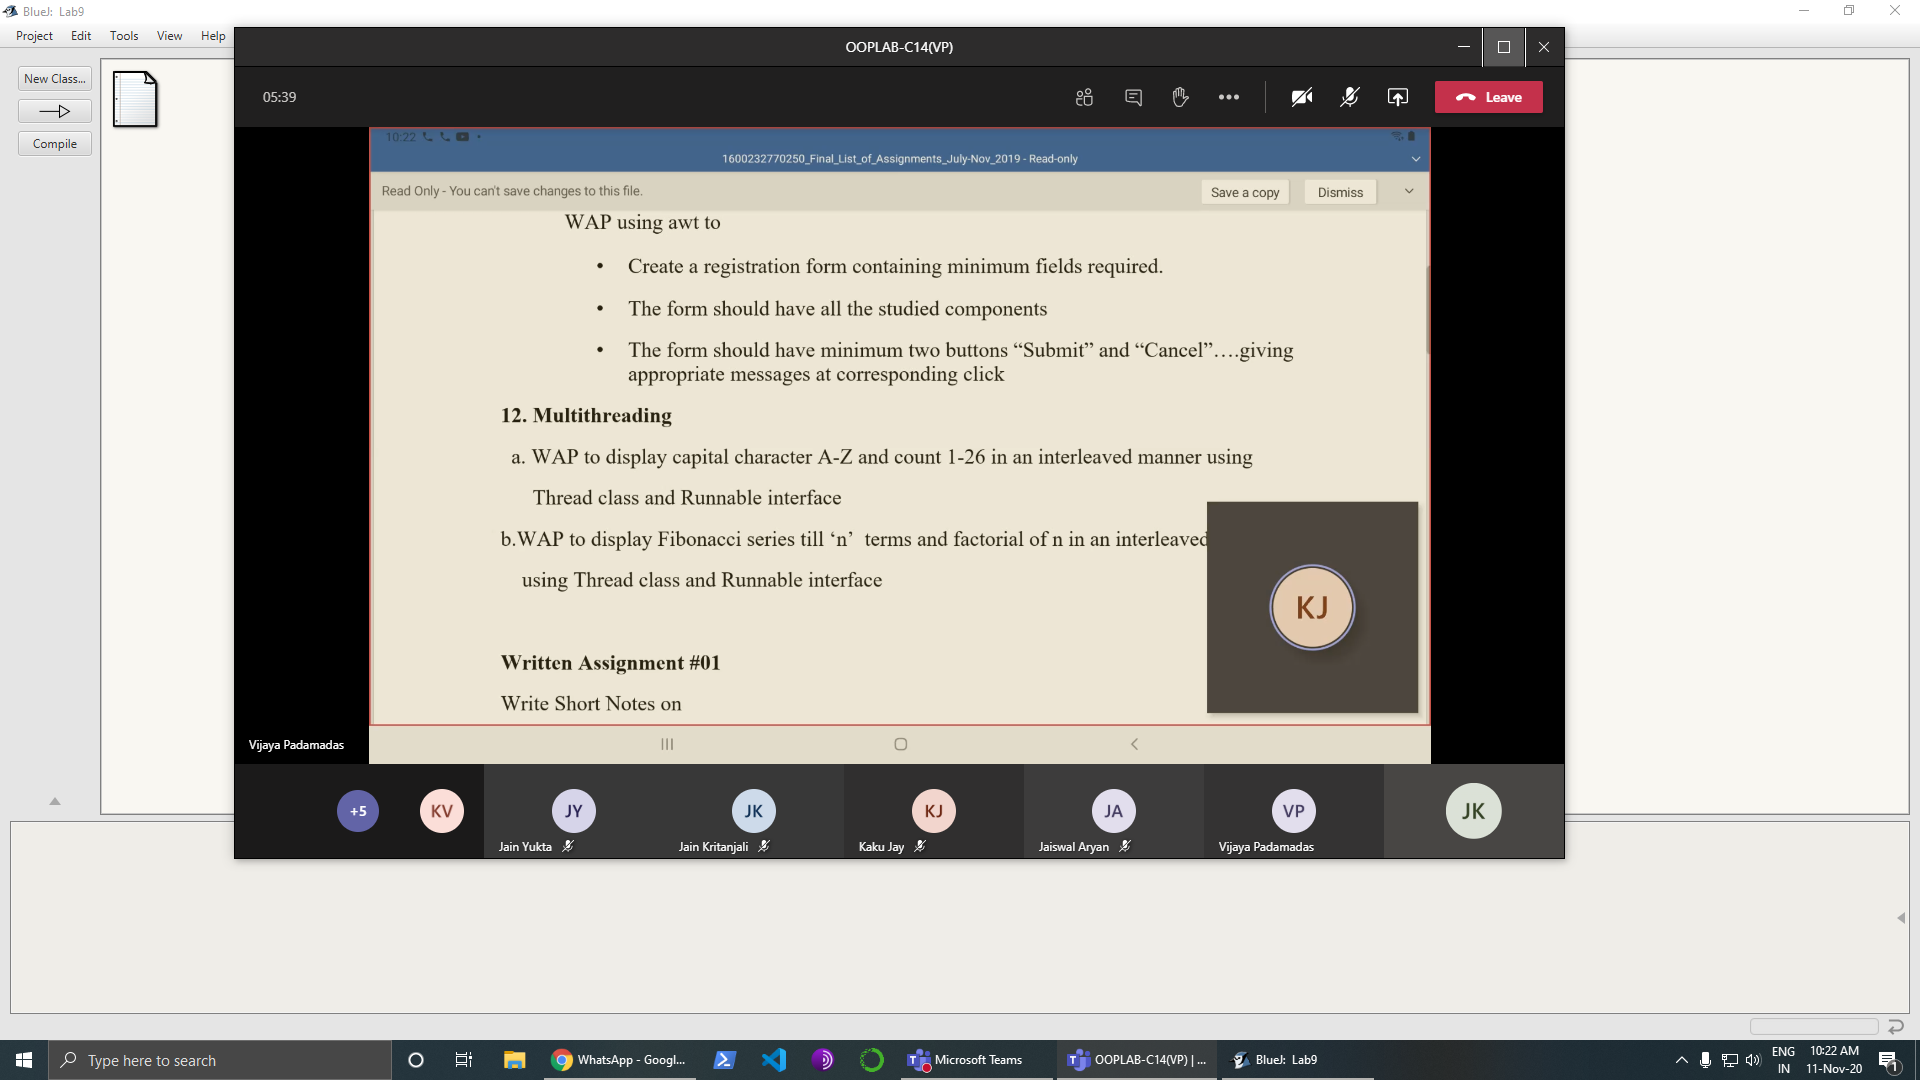 BlueJ: Lab9
Project Edit Tools View Help
New Class...
Compile
OOPLAB-C14(VP)
05:39
Leave
10:22
1600232770250_Final_List_of_Assignments_July-Nov_2019 - Read-only
Read Only - You can't save changes to this file.
Save a copy
Dismiss
WAP using awt to
• Create a registration form containing minimum fields required.
• The form should have all the studied components
• The form should have minimum two buttons “Submit” and “Cancel”….giving
appropriate messages at corresponding click
12. Multithreading
a. WAP to display capital character A-Z and count 1-26 in an interleaved manner using
Thread class and Runnable interface
b.WAP to display Fibonacci series till ‘n’ terms and factorial of n in an interleaved
using Thread class and Runnable interface
KJ
Written Assignment #01
Write Short Notes on
Vijaya Padamadas
+5
KV
JY
Jain Yukta
JK
Jain Kritanjali
KJ
Kaku Jay
JA
Jaiswal Aryan
VP
Vijaya Padamadas
JK
Type here to search
WhatsApp - Googl...
Microsoft Teams
OOPLAB-C14(VP) | ...
BlueJ: Lab9
ENG
IN
10:22 AM
11-Nov-20
1